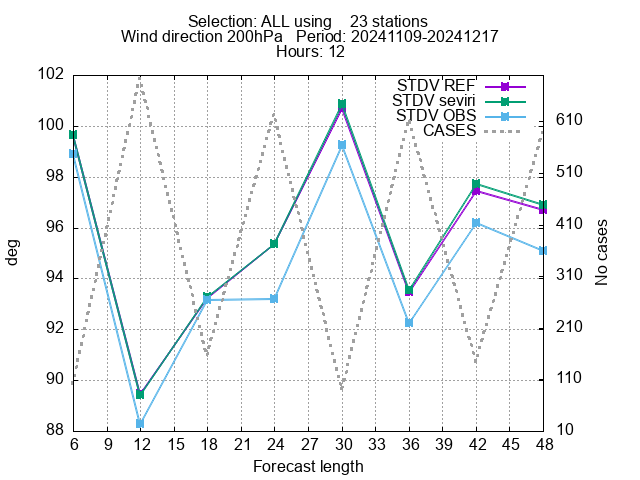 Selection: ALL using    23 stations
Wind direction 200hPa   Period: 20241109-20241217
Hours: 12
STDV REF
STDV seviri
STDV OBS
CASES
102
100
98
96
94
92
90
88
deg
610
510
410
310
210
110
10
No cases
6 9 12 15 18 21 24 27 30 33 36 39 42 45 48
Forecast length